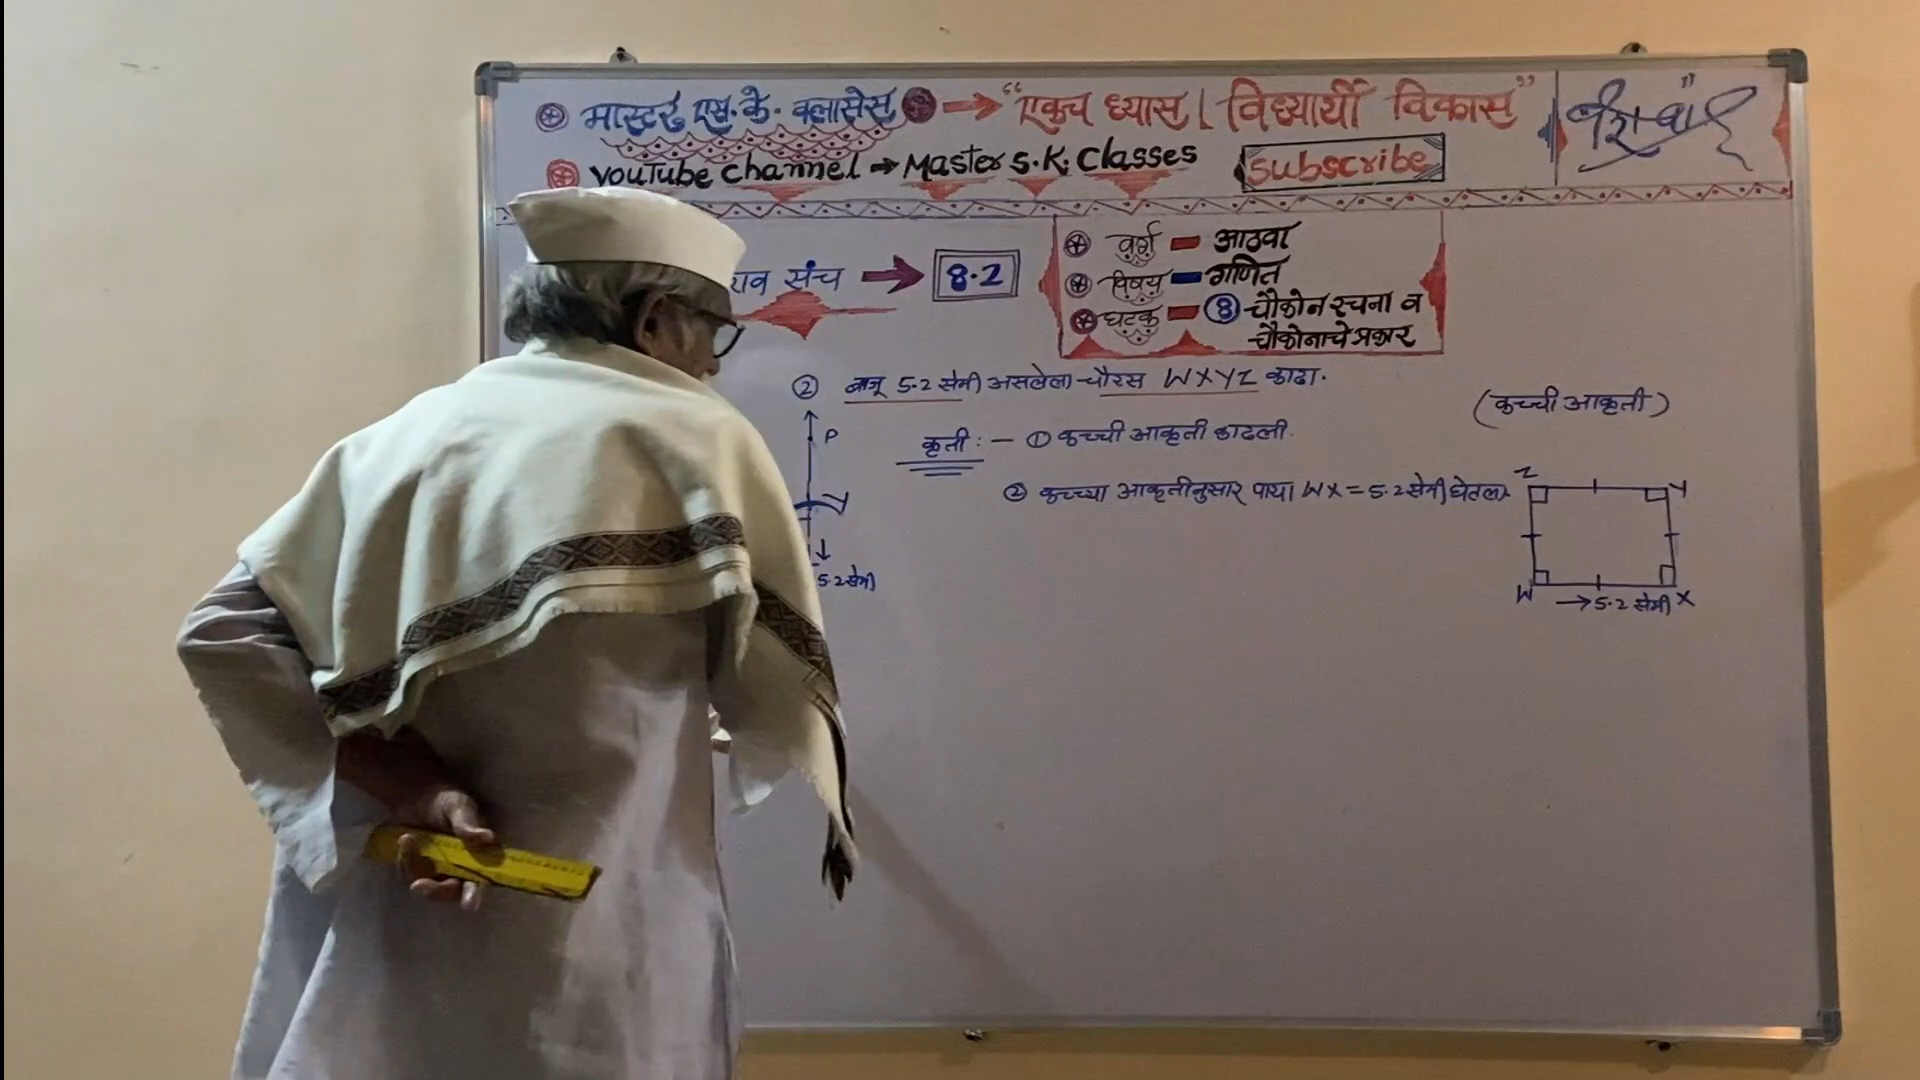 मास्टर एस.के. क्लासेस → "एकच ध्यास | विद्यार्थी विकास"
YouTube channel → Master S.K. Classes subscribe
राव संच → 8.2
वर्ग - आठवा
विषय - गणित
घटक - 8 चौकोन रचना व
चौकोनाचे प्रकार
② बाजू 5.2 सेमी असलेला चौरस WXYZ काढा.
(कच्ची आकृती)
P
कृती :- ① कच्ची आकृती काढली.
② कच्च्या आकृतीनुसार पाया WX = 5.2 सेमी घेतला.
Z Y
Y
5.2 सेमी
W → 5.2 सेमी X